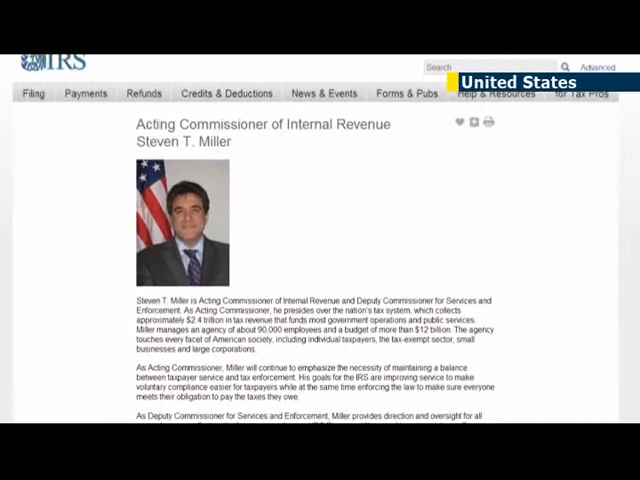 IRS
Search
Advanced
United States
Filing Payments Refunds Credits & Deductions News & Events Forms & Pubs Help & Resources for Tax Pros
Acting Commissioner of Internal Revenue
Steven T. Miller
Steven T. Miller is Acting Commissioner of Internal Revenue and Deputy Commissioner for Services and
Enforcement. As Acting Commissioner, he presides over the nation's tax system, which collects
approximately $2.4 trillion in tax revenue that funds most government operations and public services.
Miller manages an agency of about 90,000 employees and a budget of more than $12 billion. The agency
touches every facet of American society, including individual taxpayers, the tax-exempt sector, small
businesses and large corporations.
As Acting Commissioner, Miller will continue to emphasize the necessity of maintaining a balance
between taxpayer service and tax enforcement. His goals for the IRS are improving service to make
voluntary compliance easier for taxpayers while at the same time enforcing the law to make sure everyone
meets their obligation to pay the taxes they owe.
As Deputy Commissioner for Services and Enforcement, Miller provides direction and oversight for all